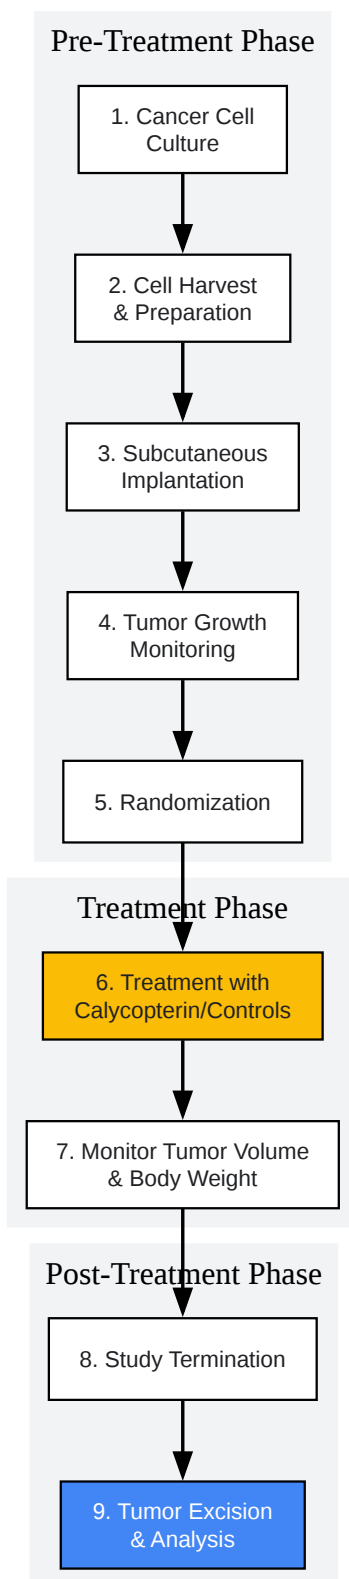 Pre-Treatment Phase
1. Cancer Cell
Culture
2. Cell Harvest
& Preparation
3. Subcutaneous
Implantation
4. Tumor Growth
Monitoring
5. Randomization
Treatment Phase
6. Treatment with
Calycopterin/Controls
7. Monitor Tumor Volume
& Body Weight
Post-Treatment Phase
8. Study Termination
9. Tumor Excision
& Analysis